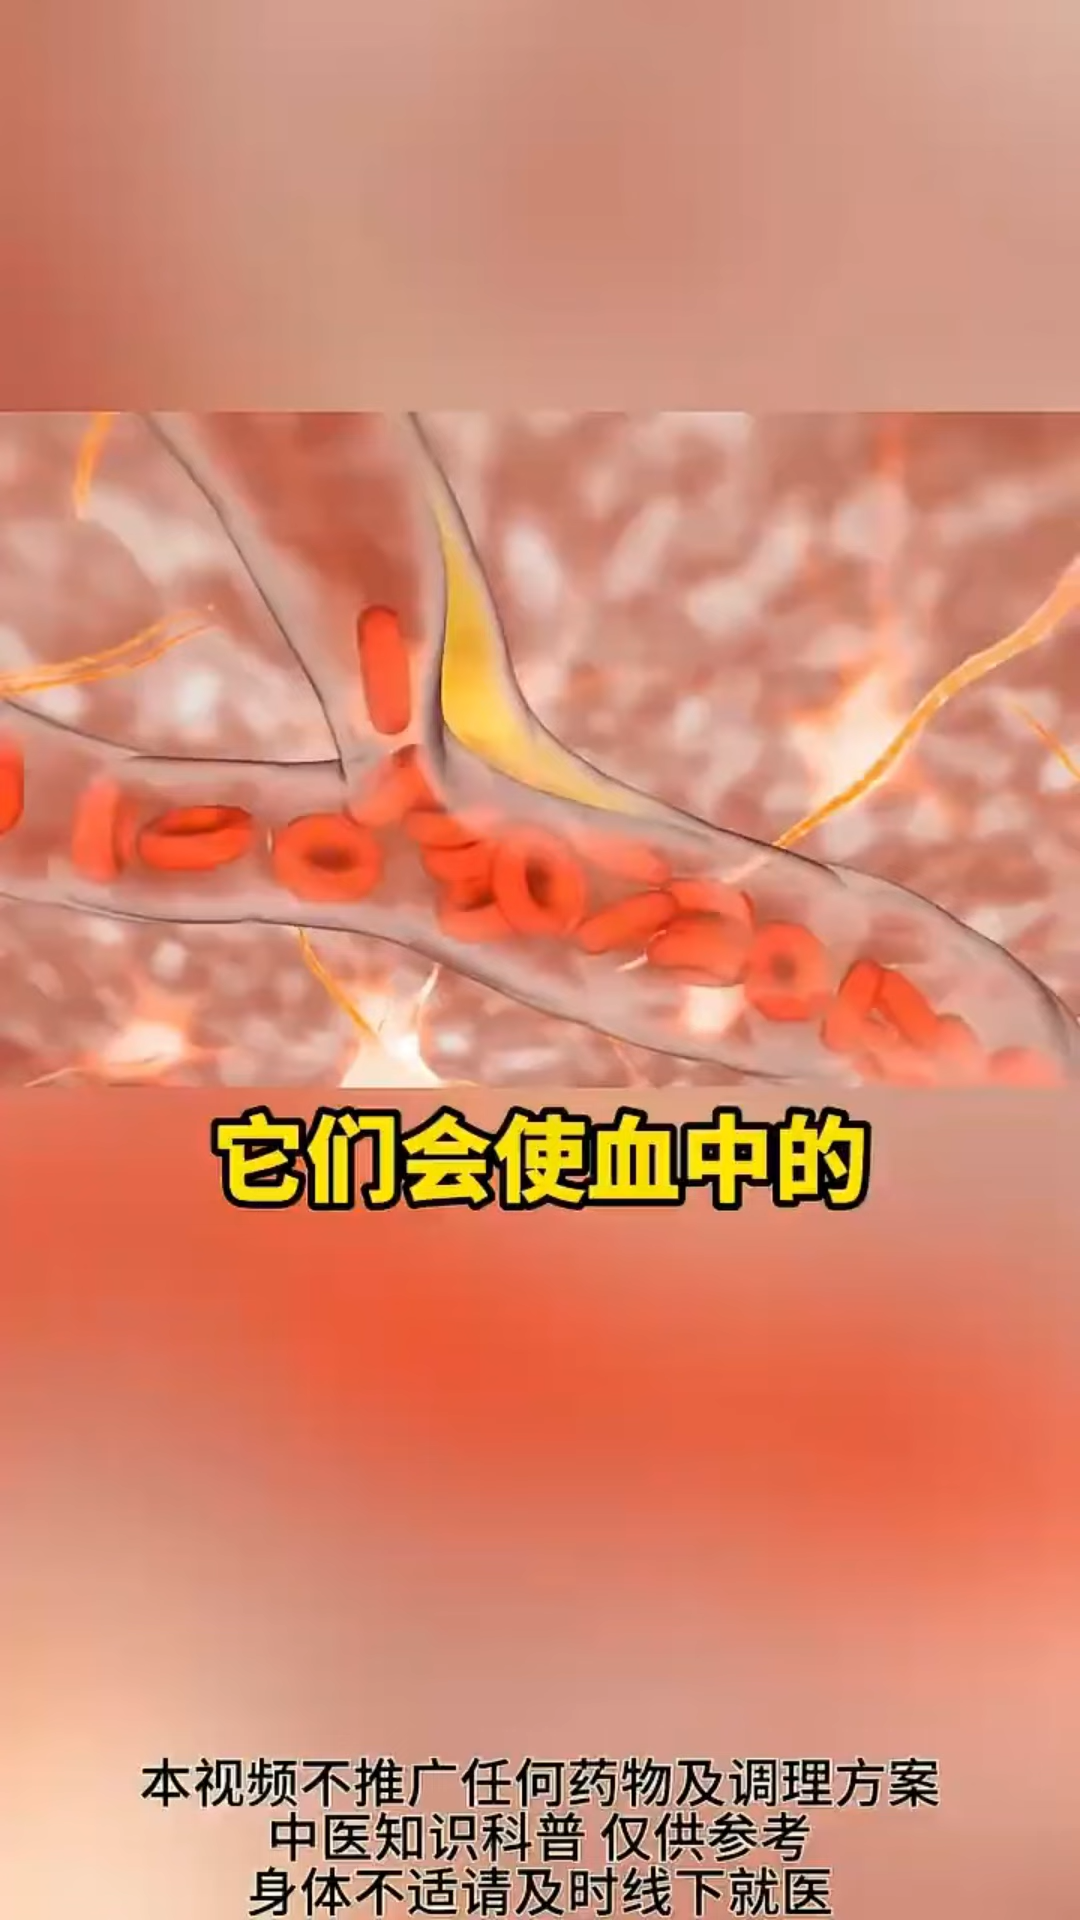 它们会使血中的
本视频不推广任何药物及调理方案
中医知识科普 仅供参考
身体不适请及时线下就医